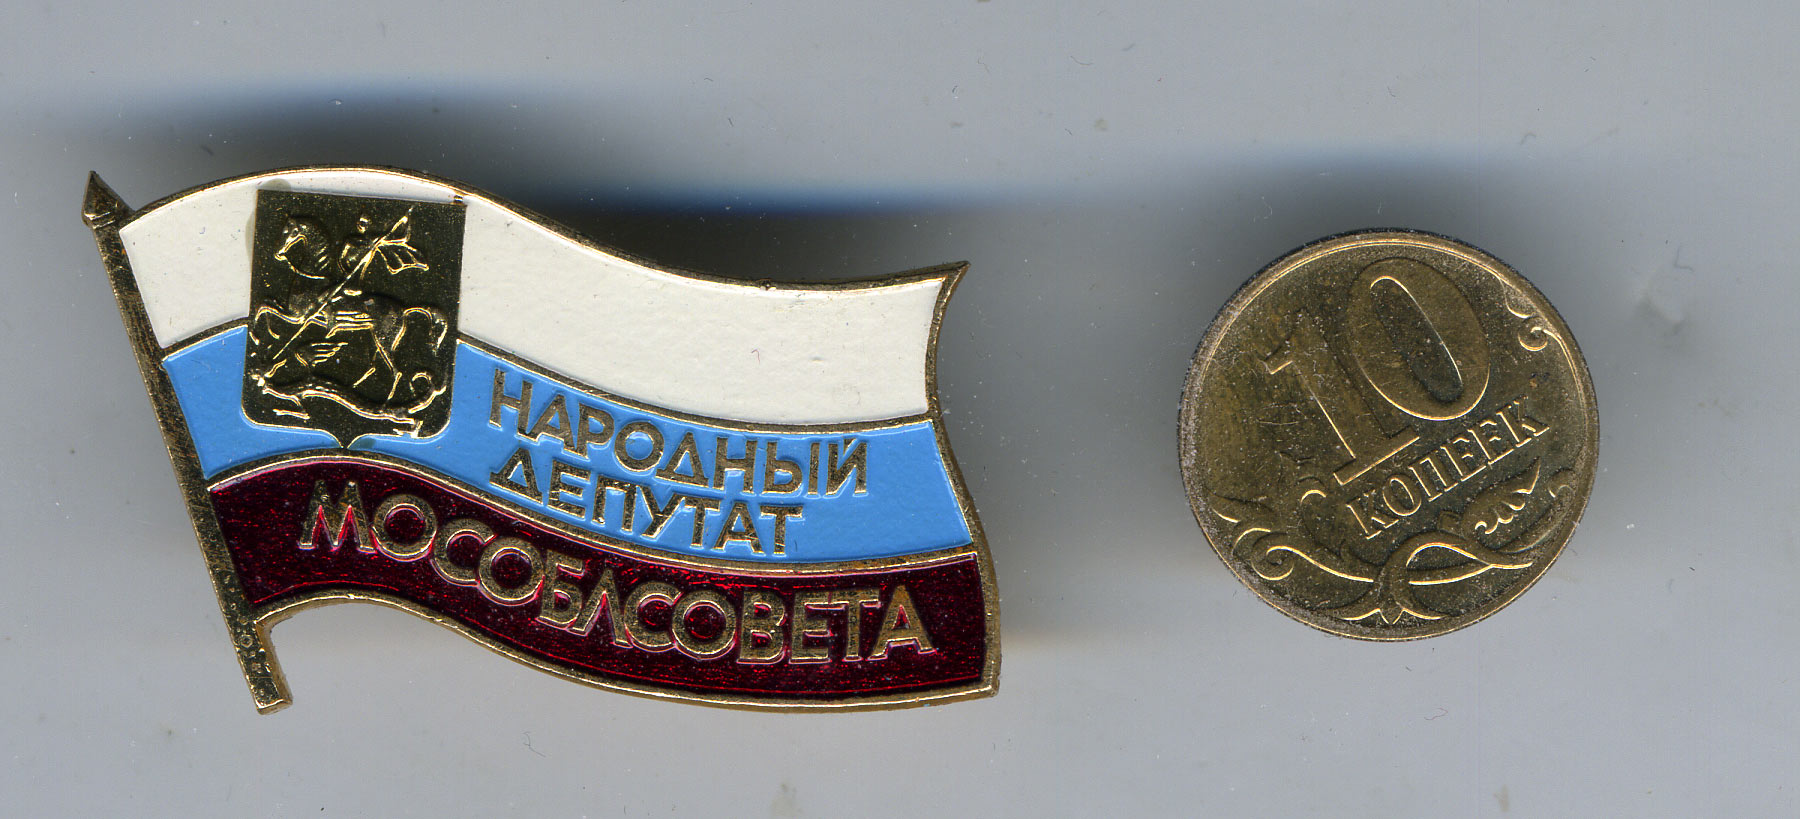 НАРОДНЫЙ
ДЕПУТАТ
МОСОБЛСОВЕТА
10
КОПЕЕК